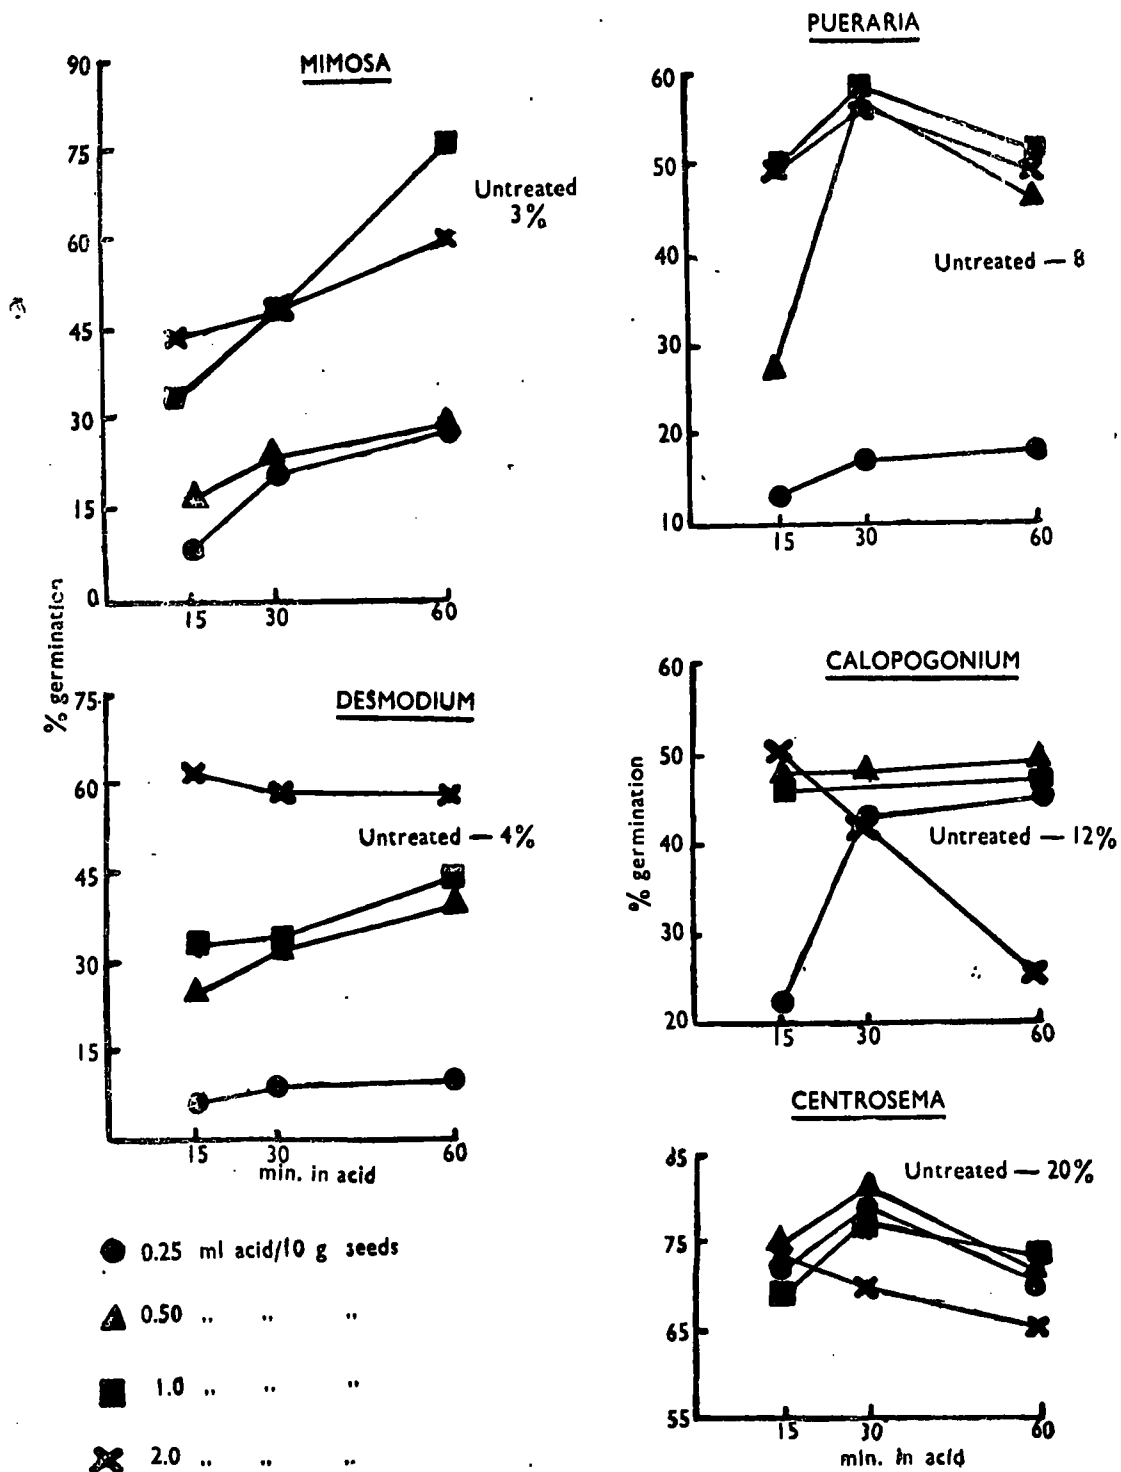 MIMOSA
90
75
60
45
30
15
0
15 30 60
Untreated
3%
% germination
PUERARIA
60
50
40
30
20
10
15 30 60
Untreated — 8
DESMODIUM
75
60
45
30
15
15 30 60
min. in acid
Untreated — 4%
CALOPOGONIUM
60
50
40
30
20
15 30 60
% germination
Untreated — 12%
CENTROSEMA
85
75
65
55
15 30 60
min. in acid
Untreated — 20%
0.25 ml acid/10 g seeds
0.50 " " "
1.0 " " "
2.0 " " "